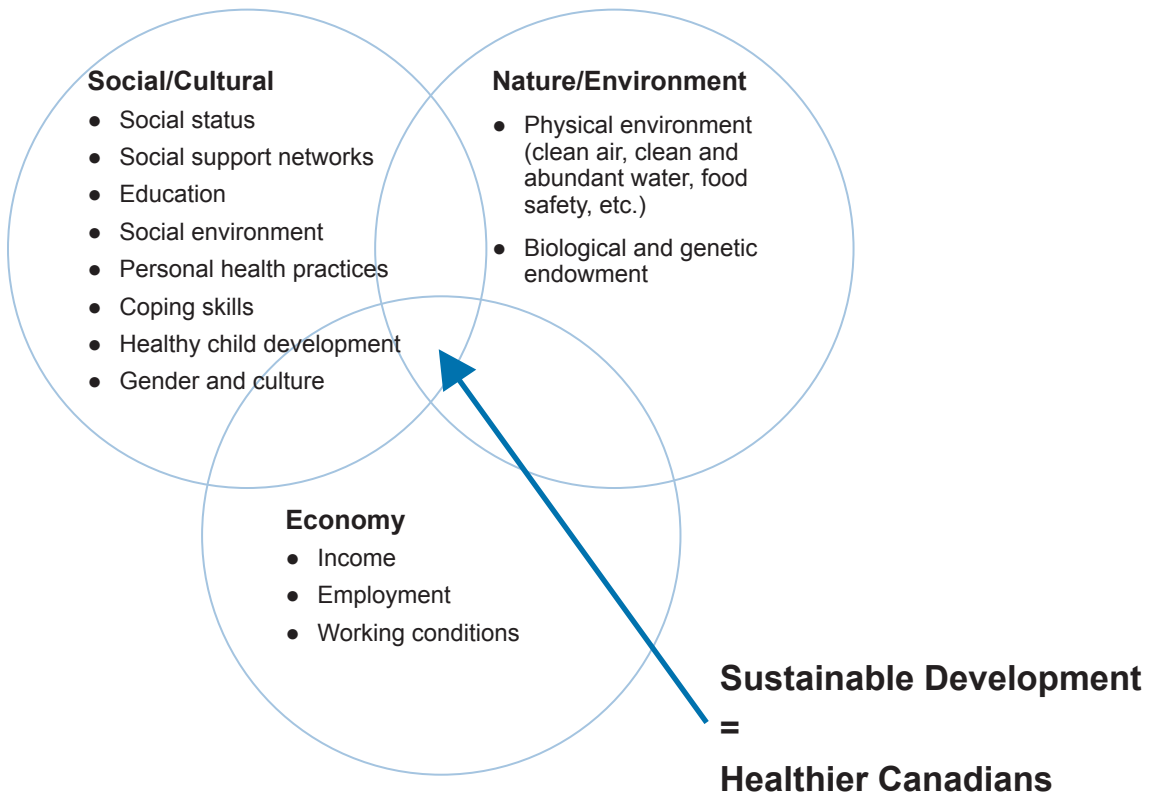 Social/Cultural
● Social status
● Social support networks
● Education
● Social environment
● Personal health practices
● Coping skills
● Healthy child development
● Gender and culture
Nature/Environment
● Physical environment
(clean air, clean and
abundant water, food
safety, etc.)
● Biological and genetic
endowment
Economy
● Income
● Employment
● Working conditions
Sustainable Development
=
Healthier Canadians